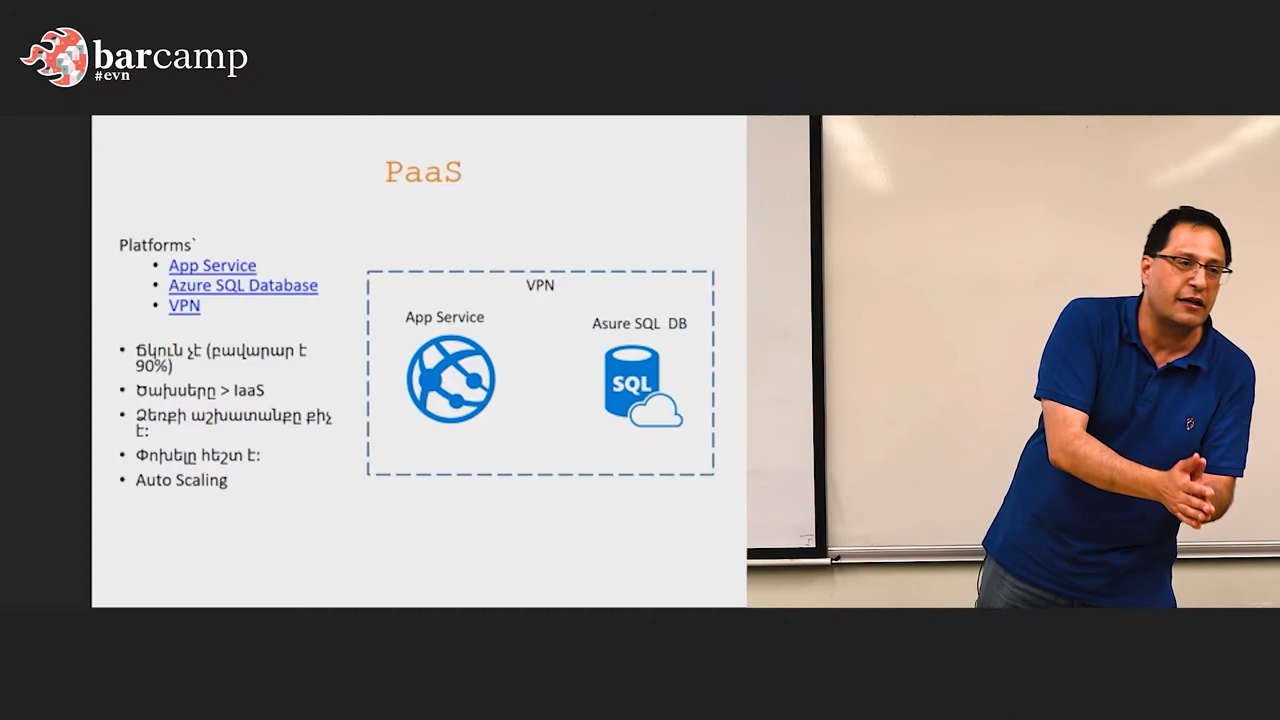 barcamp
#evn
PaaS
Platforms`
• App Service
• Azure SQL Database
• VPN
• Ճկուն չէ (բավարար է
90%)
• Ծախսերը > IaaS
• Ձեռքի աշխատանքը քիչ
է:
• Փոխելը հեշտ է:
• Auto Scaling
VPN
App Service
Asure SQL DB
SQL